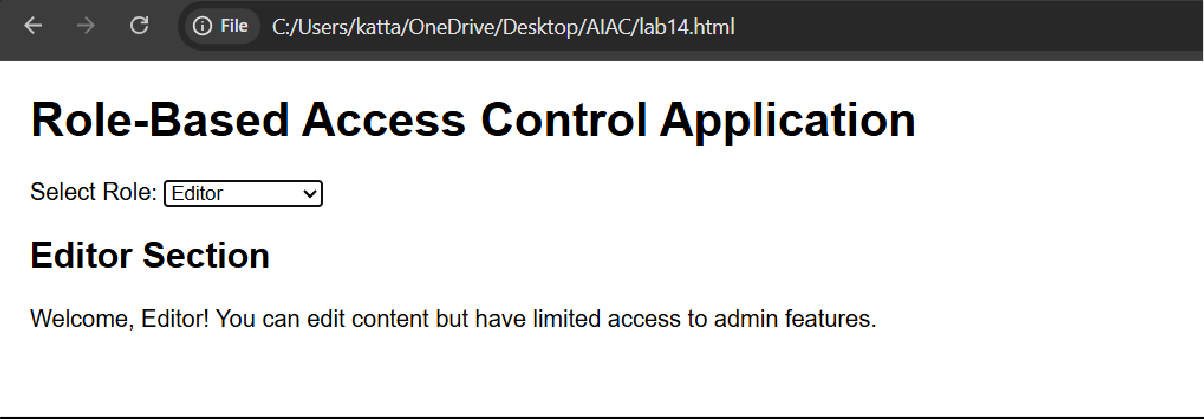 File C:/Users/katta/OneDrive/Desktop/AIAC/lab14.html
Role-Based Access Control Application
Select Role: Editor
Editor Section
Welcome, Editor! You can edit content but have limited access to admin features.